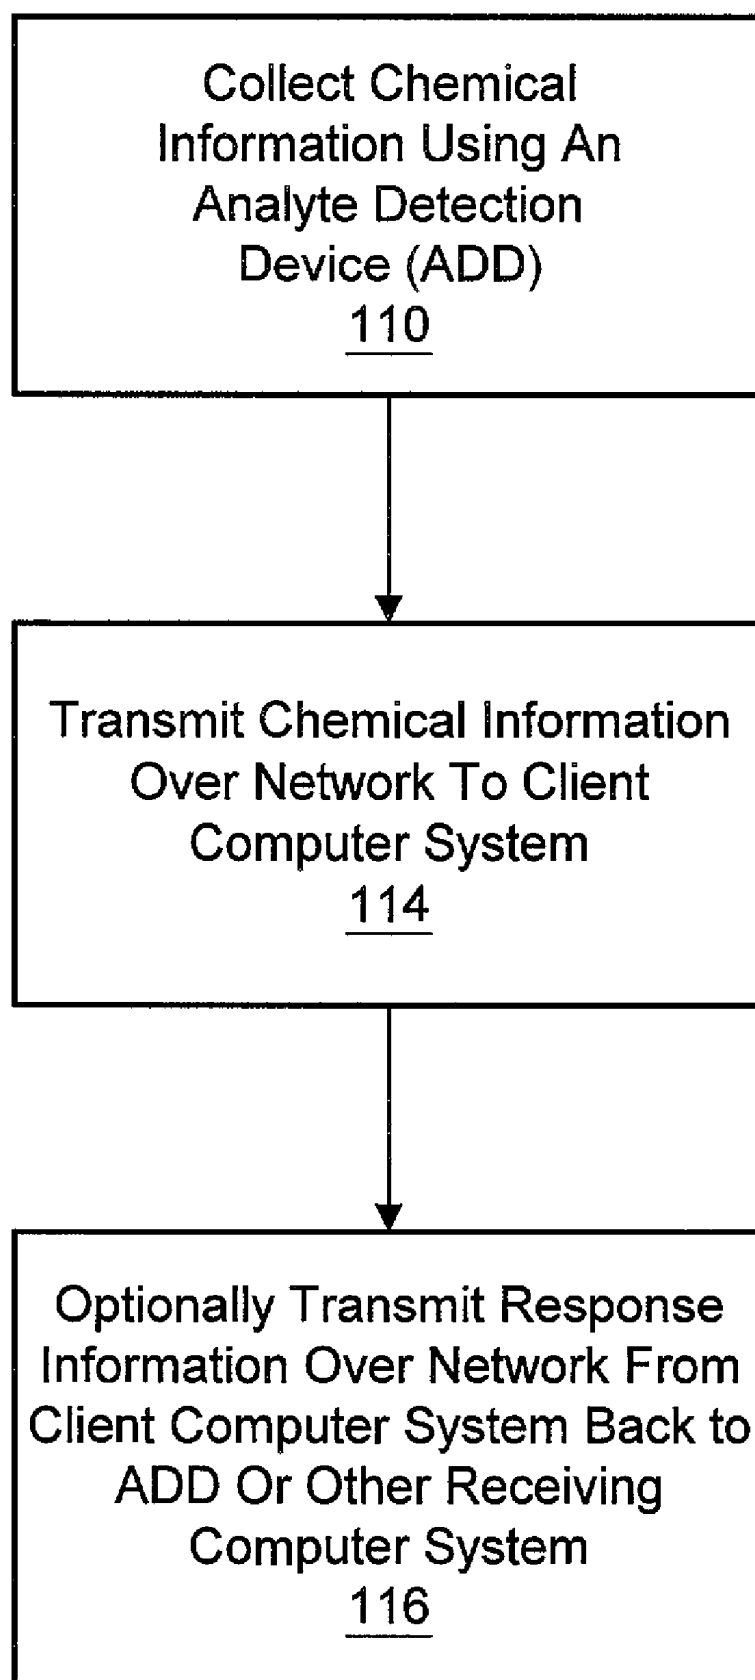 Collect Chemical
Information Using An
Analyte Detection
Device (ADD)
110
Transmit Chemical Information
Over Network To Client
Computer System
114
Optionally Transmit Response
Information Over Network From
Client Computer System Back to
ADD Or Other Receiving
Computer System
116